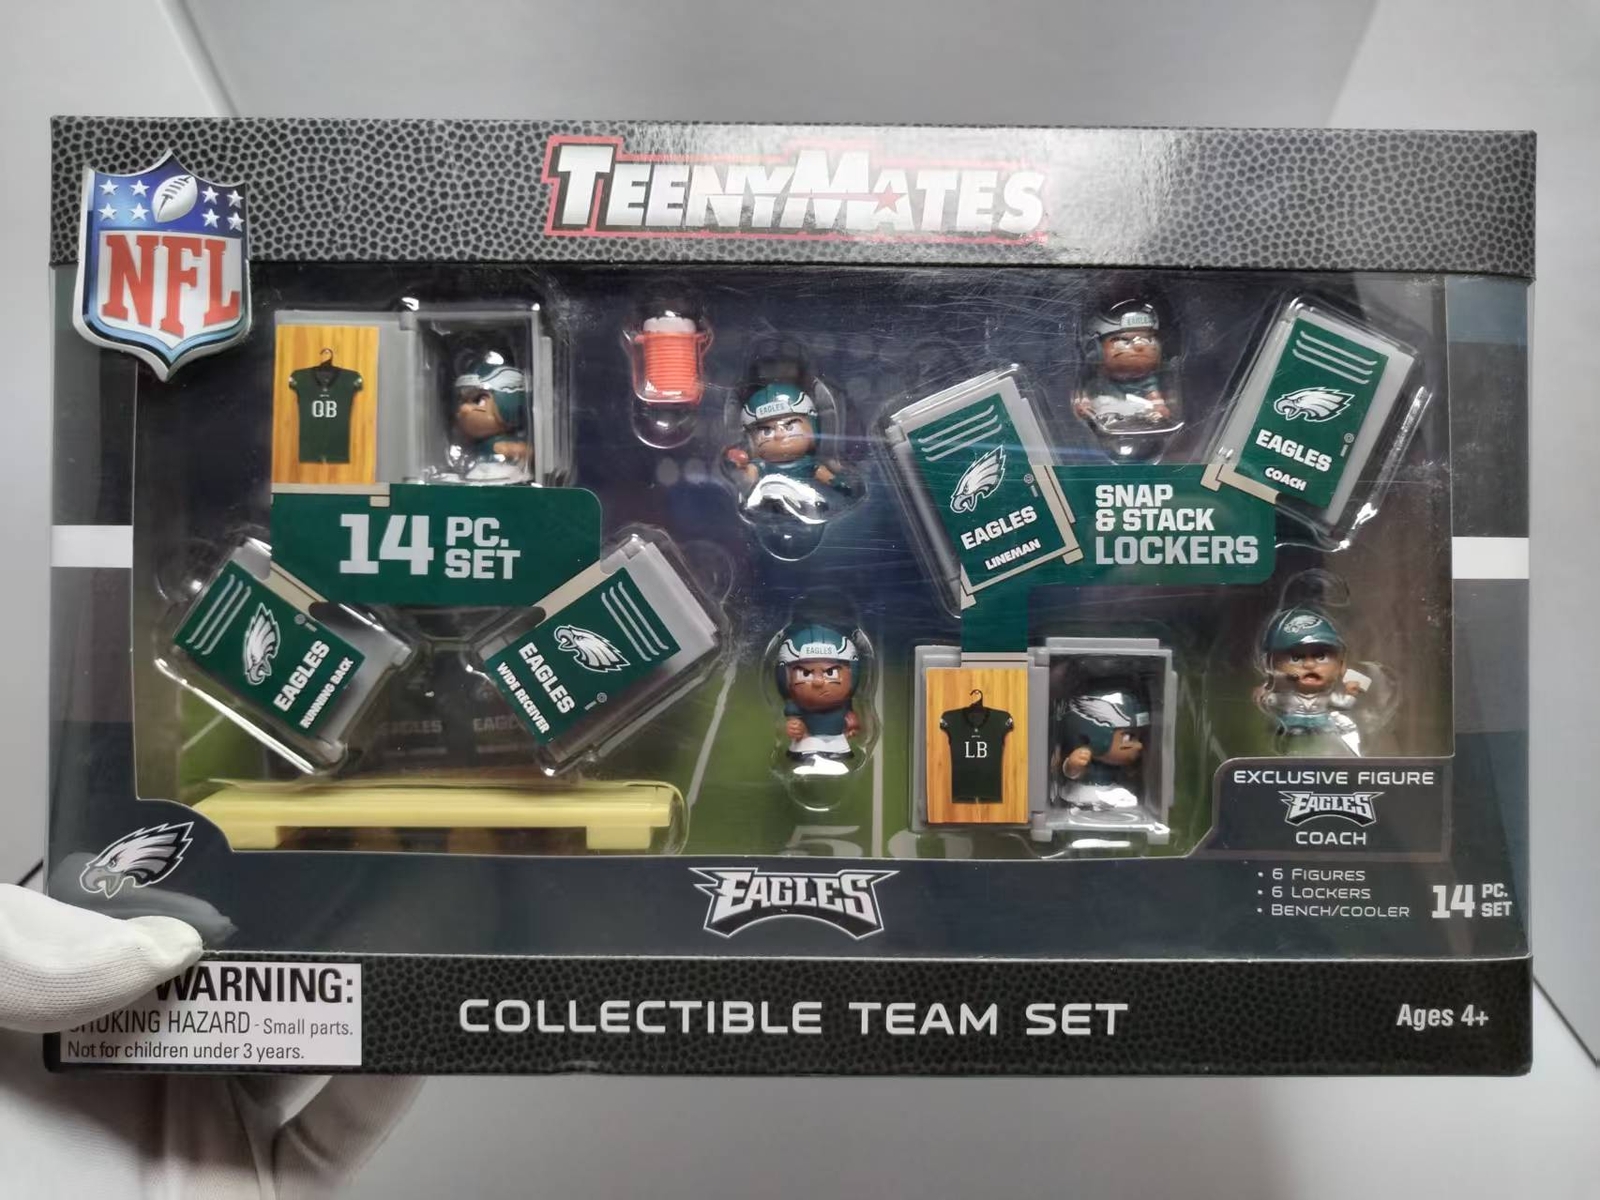 TEENYMATES
NFL
QB
EAGLES
EAGLES
EAGLES
COACH
EAGLES
LINEMAN
SNAP
& STACK
LOCKERS
14 PC.
SET
EAGLES
RUNNING BACK
EAGLES
WIDE RECEIVER
EAGLES
LB
EXCLUSIVE FIGURE
EAGLES
COACH
EAGLES
• 6 FIGURES
• 6 LOCKERS
• BENCH/COOLER
14 PC.
SET
WARNING:
CHOKING HAZARD - Small parts.
Not for children under 3 years.
COLLECTIBLE TEAM SET
Ages 4+